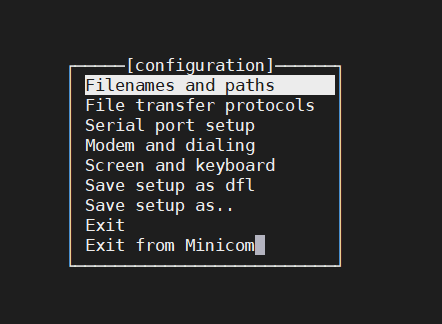 [configuration]
Filenames and paths
File transfer protocols
Serial port setup
Modem and dialing
Screen and keyboard
Save setup as dfl
Save setup as..
Exit
Exit from Minicom